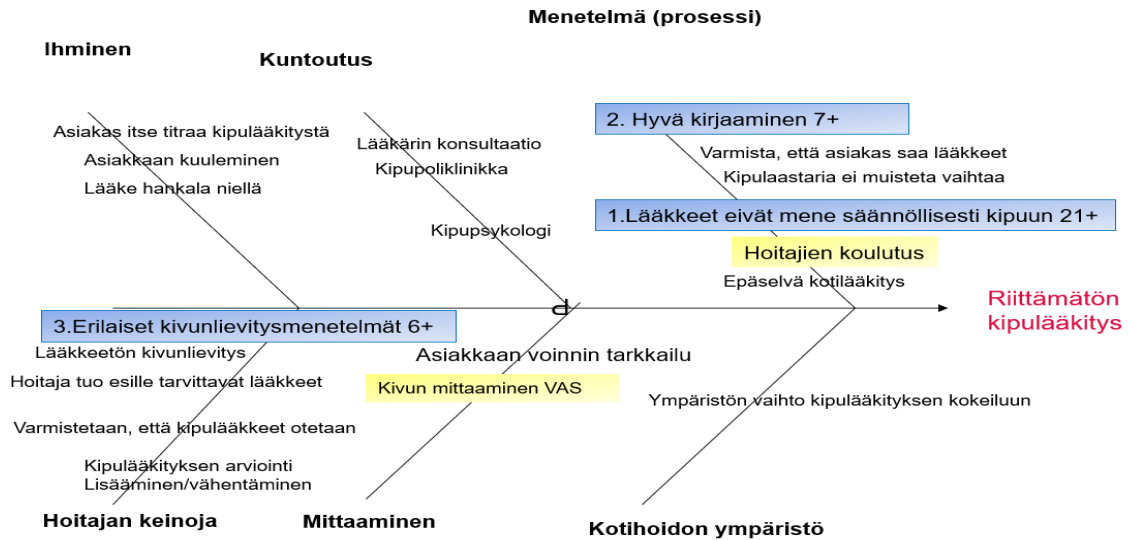 Menetelmä (prosessi)
Ihminen
Kuntoutus
2. Hyvä kirjaaminen 7+
Asiakas itse titraa kipulääkitystä
Lääkärin konsultaatio
Varmista, että asiakas saa lääkkeet
Asiakkaan kuuleminen
Kipupoliklinikka
Kipulaastaria ei muisteta vaihtaa
Lääke hankala niellä
1.Lääkkeet eivät mene säännöllisesti kipuun 21+
Kipupsykologi
Hoitajien koulutus
Epäselvä kotilääkitys
d
Riittämätön
kipulääkitys
3.Erilaiset kivunlievitysmenetelmät 6+
Lääkkeetön kivunlievitys
Asiakkaan voinnin tarkkailu
Hoitaja tuo esille tarvittavat lääkkeet
Kivun mittaaminen VAS
Ympäristön vaihto kipulääkityksen kokeiluun
Varmistetaan, että kipulääkkeet otetaan
Kipulääkityksen arviointi
Lisääminen/vähentäminen
Hoitajan keinoja
Mittaaminen
Kotihoidon ympäristö